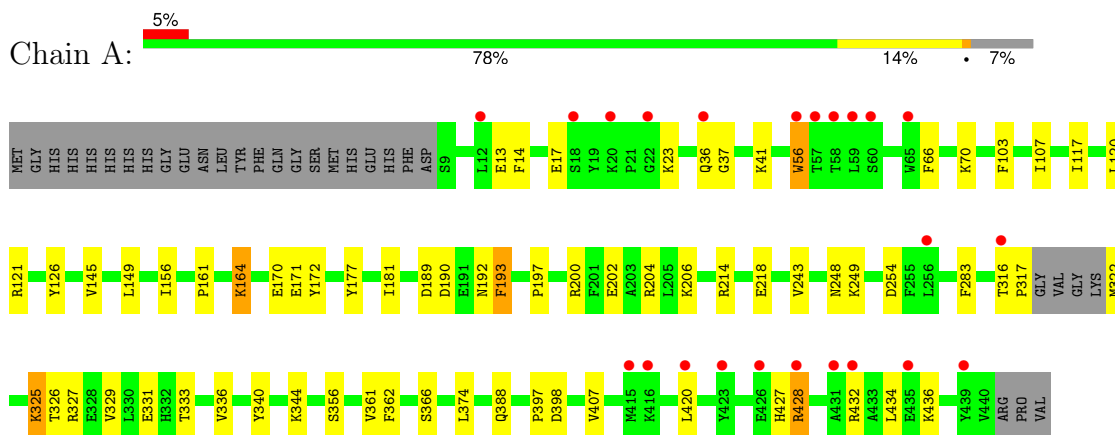 5%
Chain A:
78% 14% • 7%
MET GLY HIS HIS HIS HIS HIS HIS GLY GLU ASN LEU TYR PHE GLN GLY SER MET HIS GLU HIS PHE ASP S9 L12 E13 F14 E17 S18 Y19 K20 P21 G22 K23 Q36 G37 K41 W56 T57 T58 L59 S60 W65 F66 K70 F103 I107 I117 L120
R121 Y126 V145 L149 I156 P161 K164 E170 E171 Y172 Y177 I181 D189 D190 E191 N192 F193 P197 R200 F201 E202 A203 R204 L205 K206 R214 E218 V243 N248 K249 D254 F255 L256 F283 T316 P317 GLY VAL GLY LYS M322
K325 T326 R327 E328 V329 L330 E331 H332 T333 V336 Y340 K344 S356 V361 F362 S366 L374 Q388 P397 D398 V407 M415 K416 L420 Y423 E426 H427 R428 A431 R432 A433 L434 E435 K436 Y439 V440 ARG PRO VAL